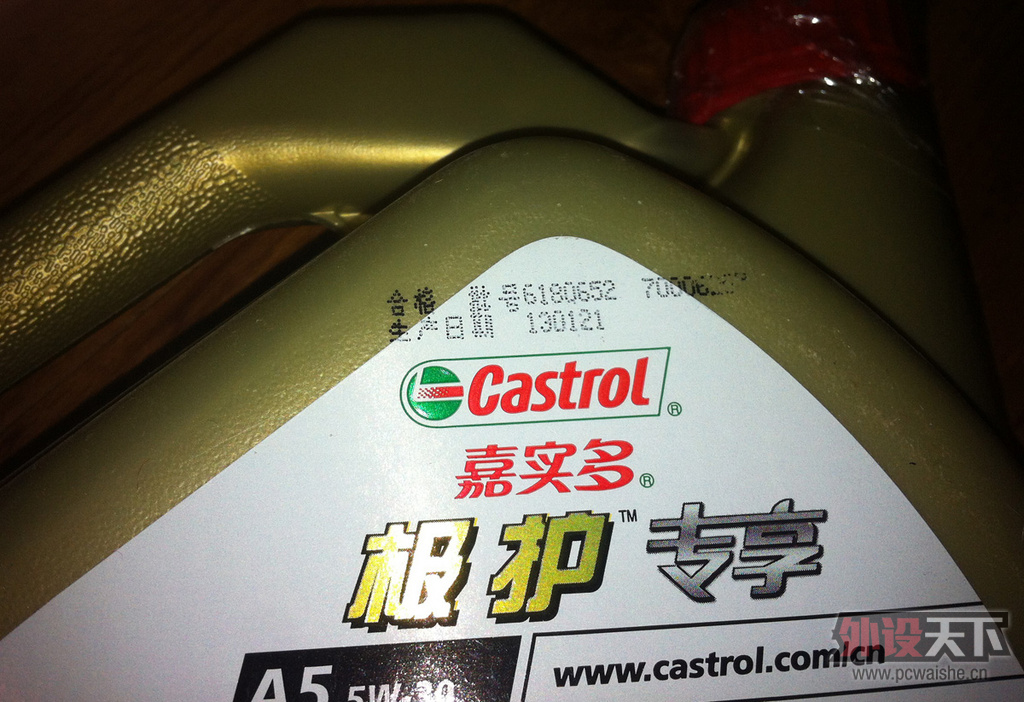 合格 批号6180652
生产日期 130121
Castrol®
嘉实多®
极护™专享
A5 5W-30
www.castrol.com/cn
外设天下
www.pcwaishe.cn